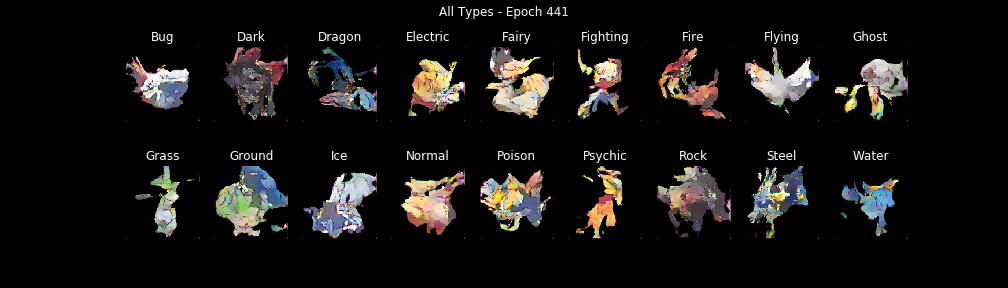 All Types - Epoch 441
Bug Dark Dragon Electric Fairy Fighting Fire Flying Ghost
Grass Ground Ice Normal Poison Psychic Rock Steel Water